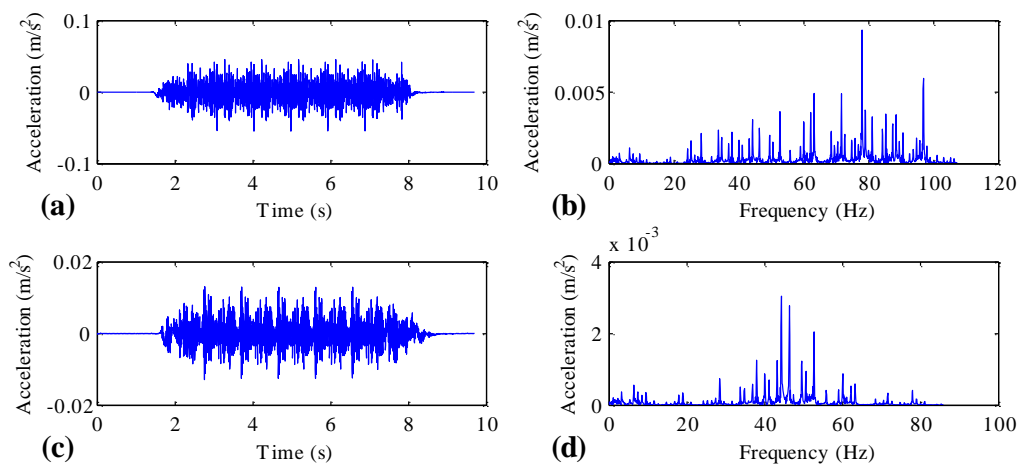 Acceleration (m/s²)
0.1
0
-0.1
0 2 4 6 8 10
Time (s)
(a)
Acceleration (m/s²)
0.01
0.005
0
0 20 40 60 80 100 120
Frequency (Hz)
(b)
Acceleration (m/s²)
0.02
0
-0.02
0 2 4 6 8 10
Time (s)
(c)
x 10⁻³
Acceleration (m/s²)
4
2
0
0 20 40 60 80 100
Frequency (Hz)
(d)